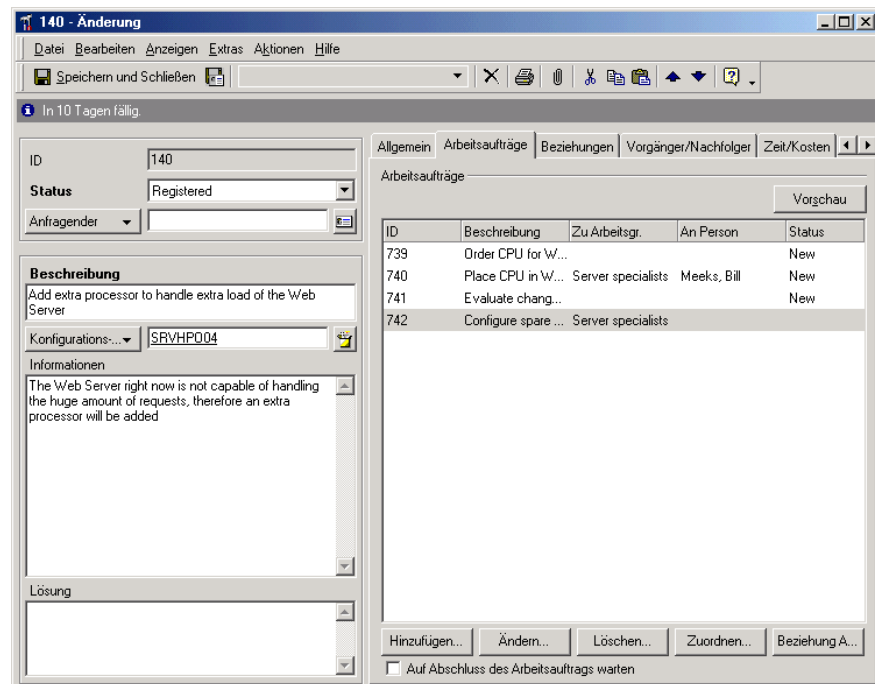 140 - Änderung
Datei Bearbeiten Anzeigen Extras Aktionen Hilfe
Speichern und Schließen
In 10 Tagen fällig.
ID 140
Status Registered
Anfragender
Beschreibung
Add extra processor to handle extra load of the Web
Server
Konfigurations-... SRVHP004
Informationen
The Web Server right now is not capable of handling
the huge amount of requests, therefore an extra
processor will be added
Lösung
Allgemein Arbeitsaufträge Beziehungen Vorgänger/Nachfolger Zeit/Kosten
Arbeitsaufträge
Vorschau
ID Beschreibung Zu Arbeitsgr. An Person Status
739 Order CPU for W... New
740 Place CPU in W... Server specialists Meeks, Bill New
741 Evaluate chang... New
742 Configure spare ... Server specialists
Hinzufügen... Ändern... Löschen... Zuordnen... Beziehung A...
Auf Abschluss des Arbeitsauftrags warten